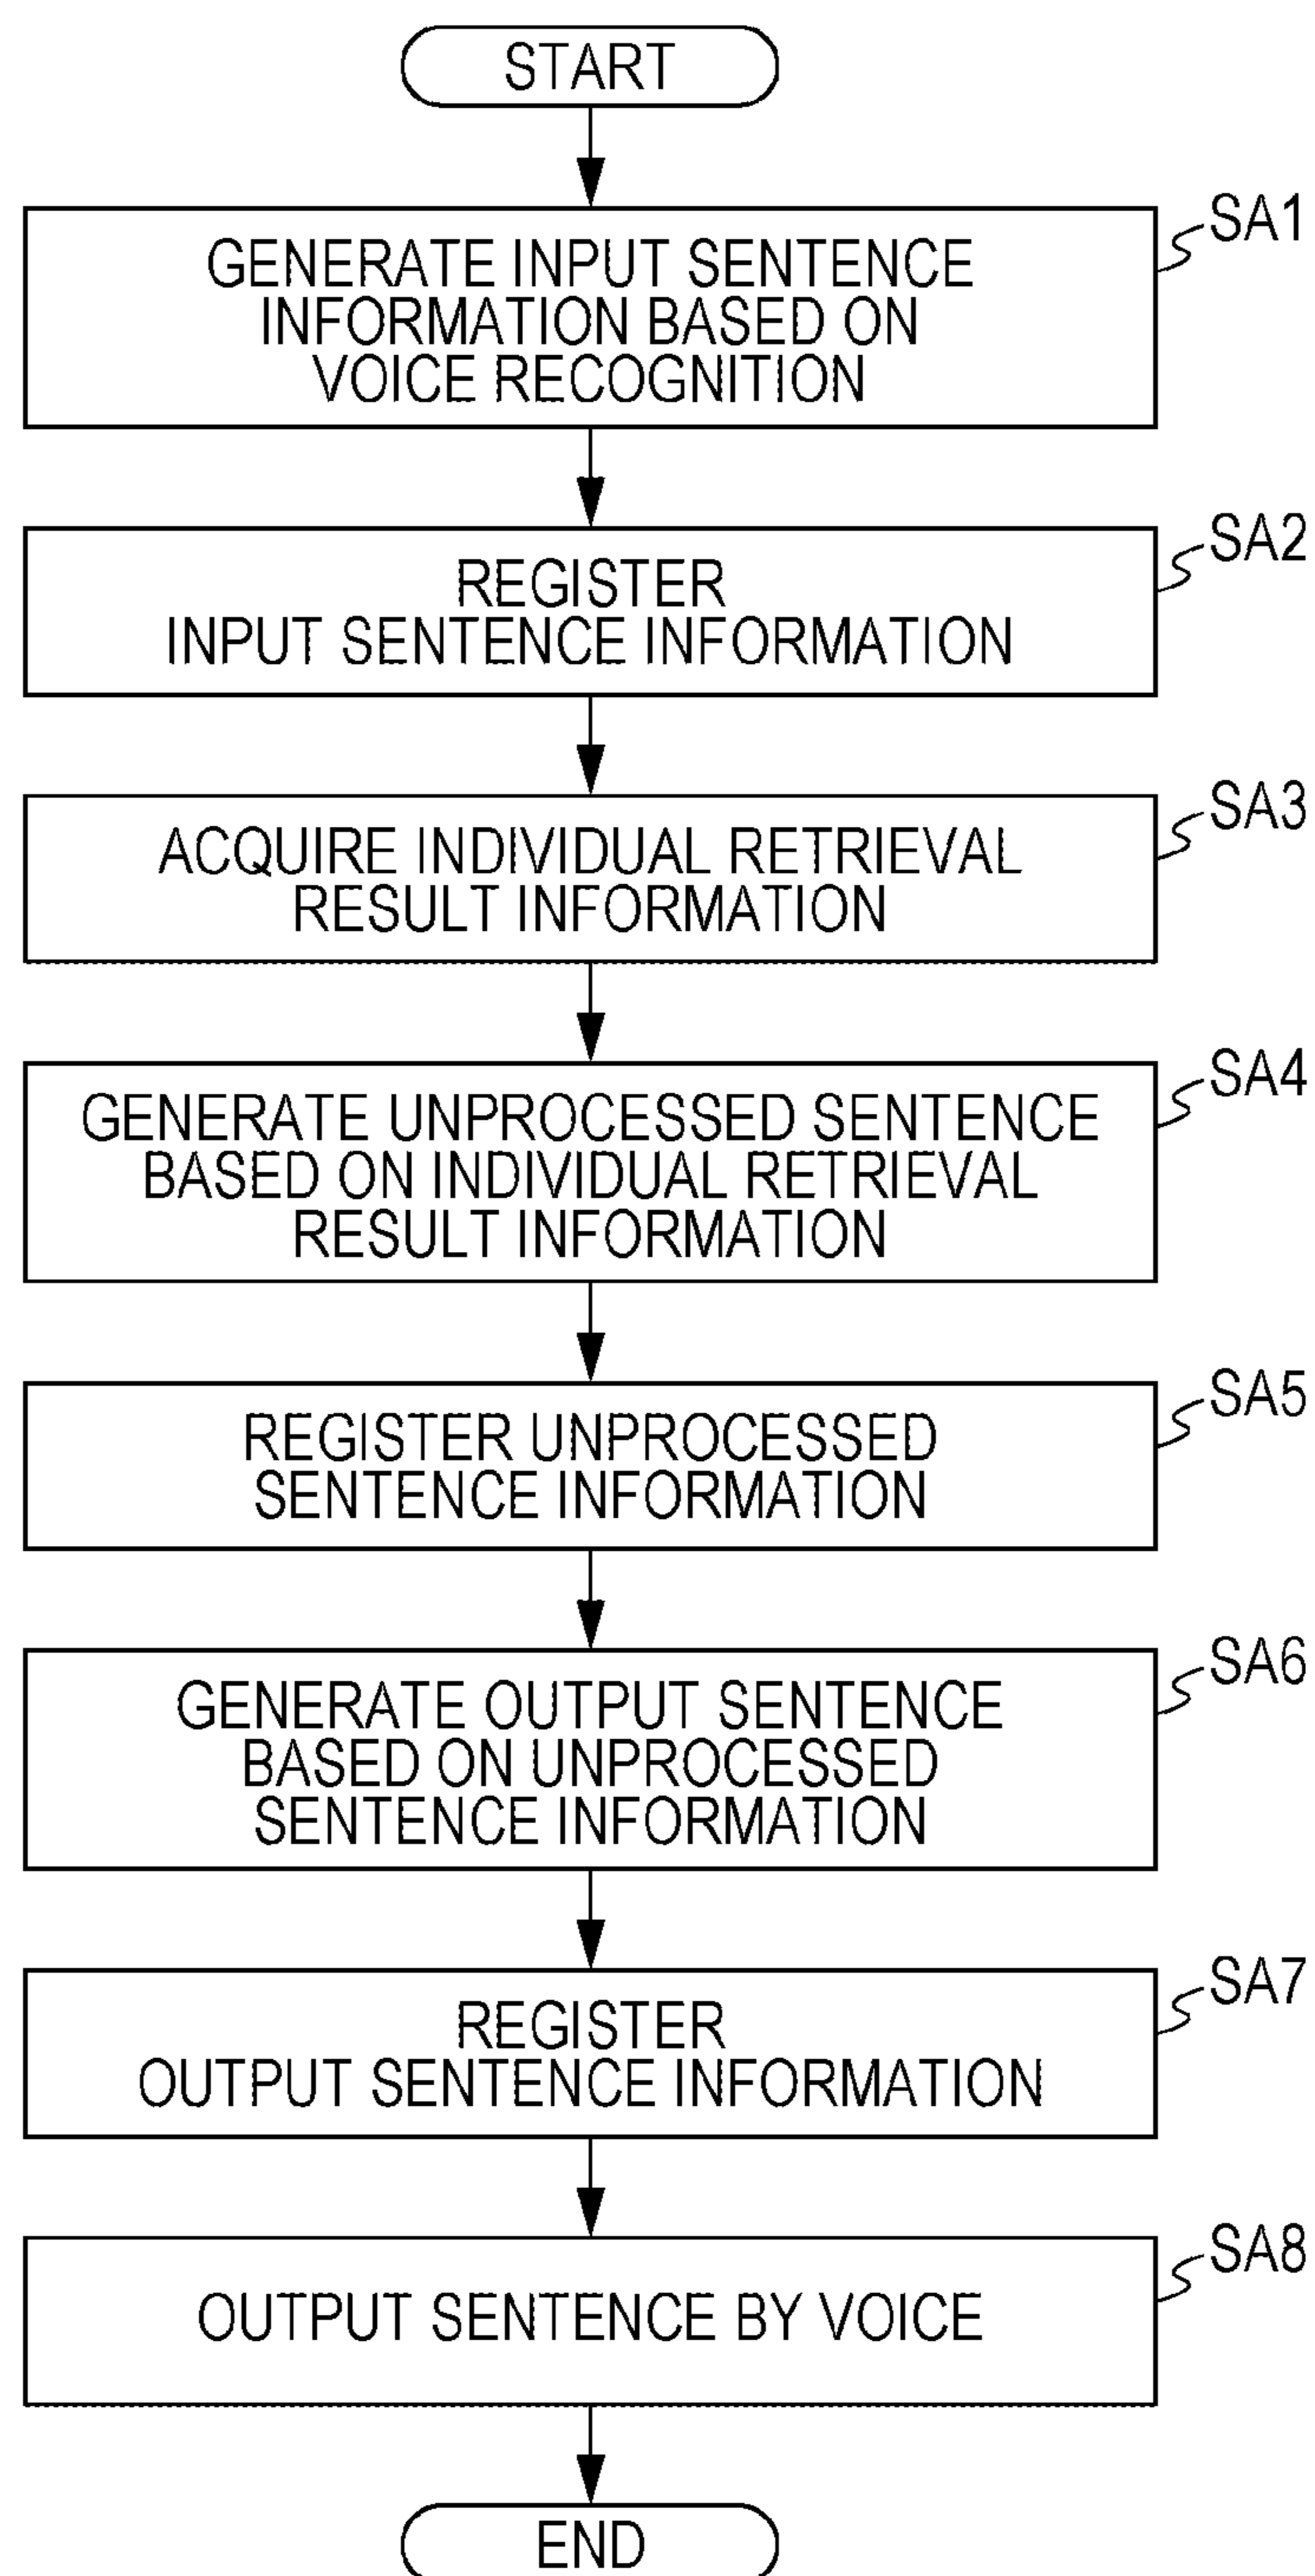 START
SA1
GENERATE INPUT SENTENCE
INFORMATION BASED ON
VOICE RECOGNITION
SA2
REGISTER
INPUT SENTENCE INFORMATION
SA3
ACQUIRE INDIVIDUAL RETRIEVAL
RESULT INFORMATION
SA4
GENERATE UNPROCESSED SENTENCE
BASED ON INDIVIDUAL RETRIEVAL
RESULT INFORMATION
SA5
REGISTER UNPROCESSED
SENTENCE INFORMATION
SA6
GENERATE OUTPUT SENTENCE
BASED ON UNPROCESSED
SENTENCE INFORMATION
SA7
REGISTER
OUTPUT SENTENCE INFORMATION
SA8
OUTPUT SENTENCE BY VOICE
END